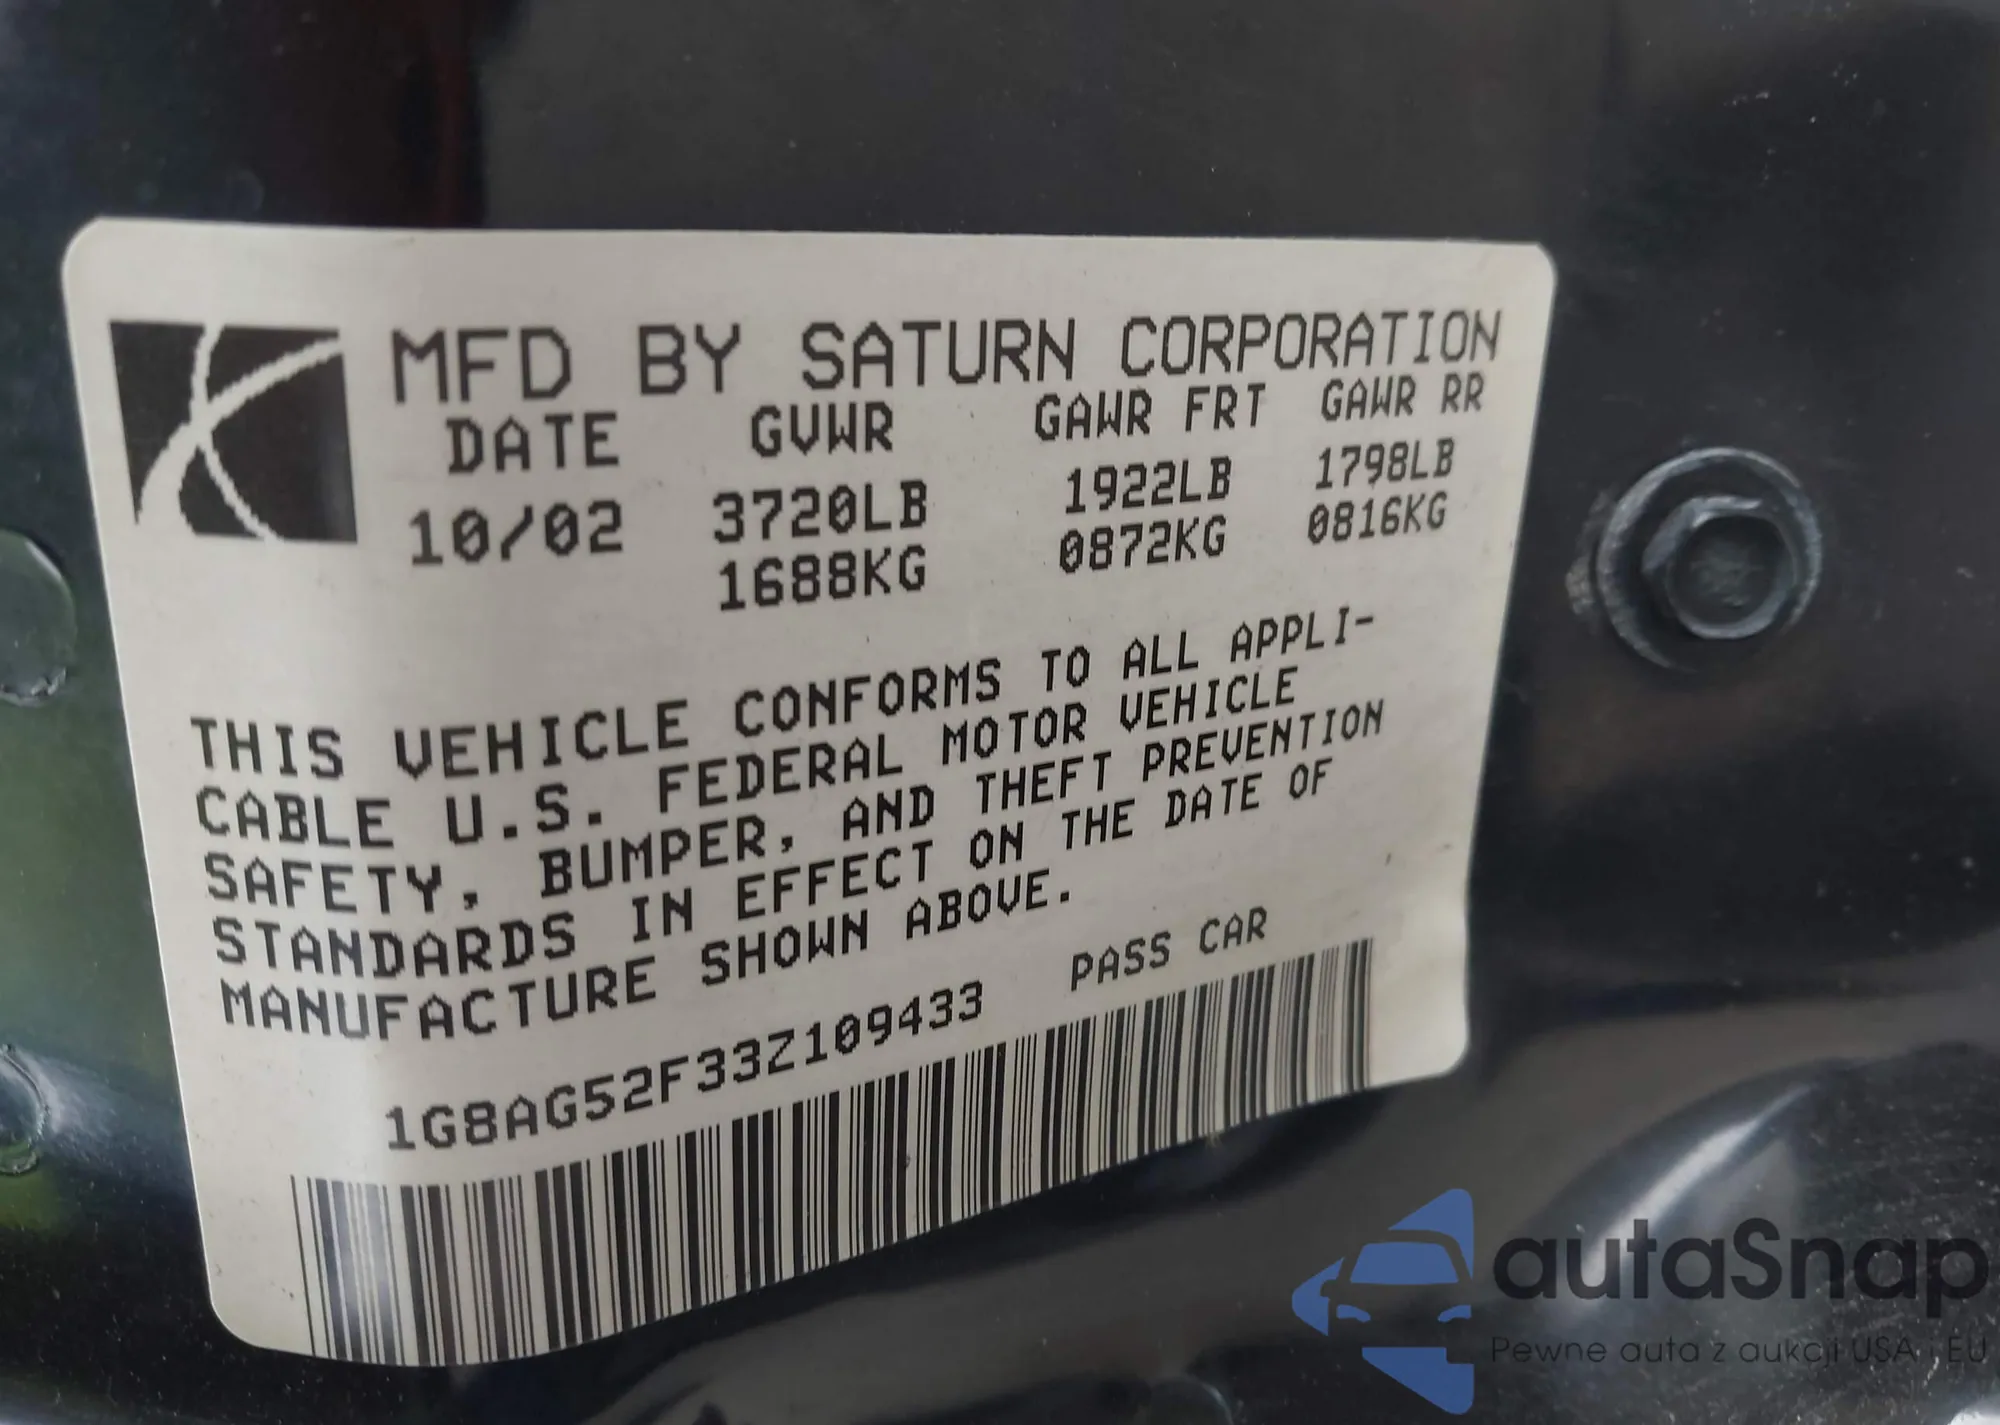 MFD BY SATURN CORPORATION
DATE GVWR GAWR FRT GAWR RR
10/02 3720LB 1922LB 1798LB
1688KG 0872KG 0816KG
THIS VEHICLE CONFORMS TO ALL APPLI-
CABLE U.S. FEDERAL MOTOR VEHICLE
SAFETY, BUMPER, AND THEFT PREVENTION
STANDARDS IN EFFECT ON THE DATE OF
MANUFACTURE SHOWN ABOVE.
1G8AG52F33Z109433 PASS CAR
autaSnap
Pewne auta z aukcji USA i EU